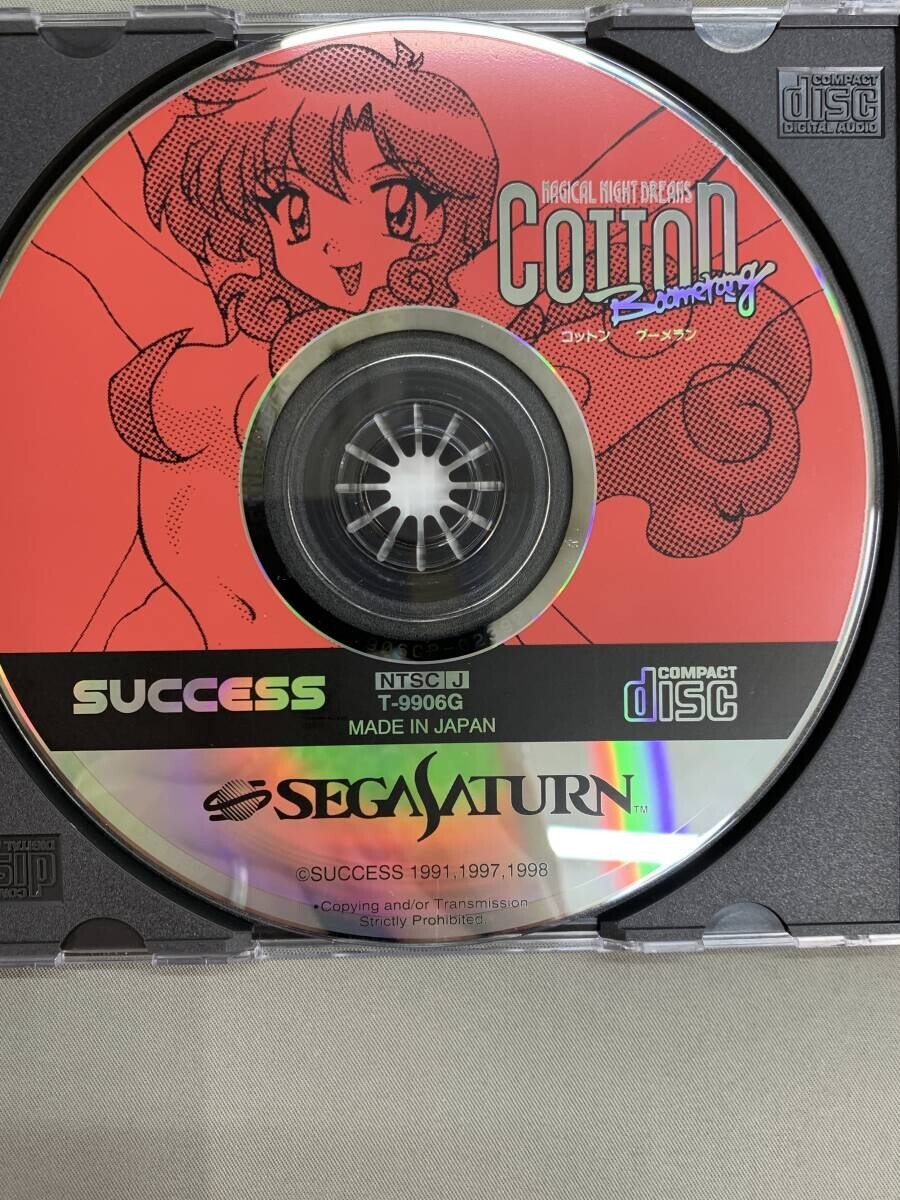 COMPACT
disc
DIGITAL AUDIO
MAGICAL NIGHT DREAMS
COTTON
Boomerang
コットン ブーメラン
SUCCESS
NTSC J
T-9906G
MADE IN JAPAN
COMPACT
disc
SEGA SATURN™
©SUCCESS 1991,1997,1998
•Copying and/or Transmission
Strictly Prohibited.